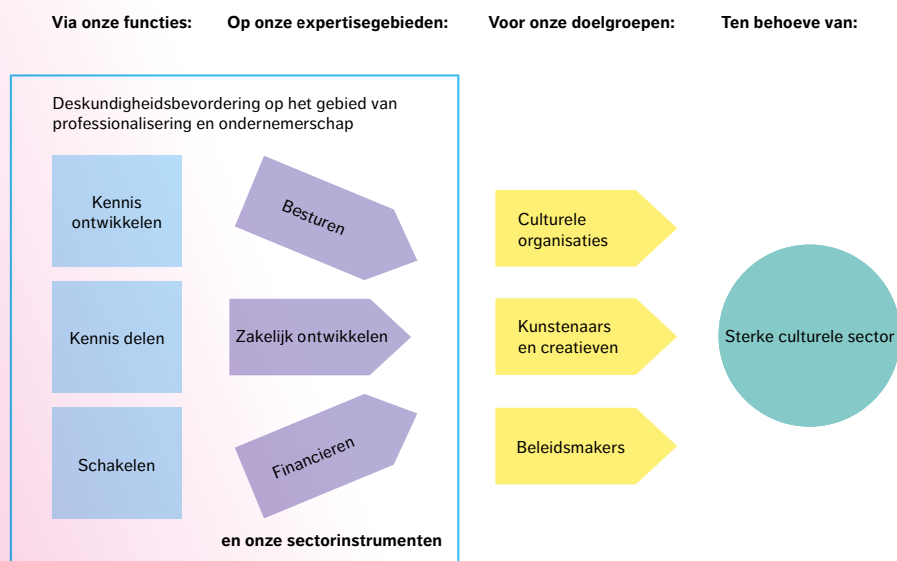 Via onze functies:
Op onze expertisegebieden:
Voor onze doelgroepen:
Ten behoeve van:
Deskundigheidsbevordering op het gebied van
professionalisering en ondernemerschap
Kennis
ontwikkelen
Kennis delen
Schakelen
Besturen
Zakelijk ontwikkelen
Financieren
en onze sectorinstrumenten
Culturele
organisaties
Kunstenaars
en creatieven
Beleidsmakers
Sterke culturele sector